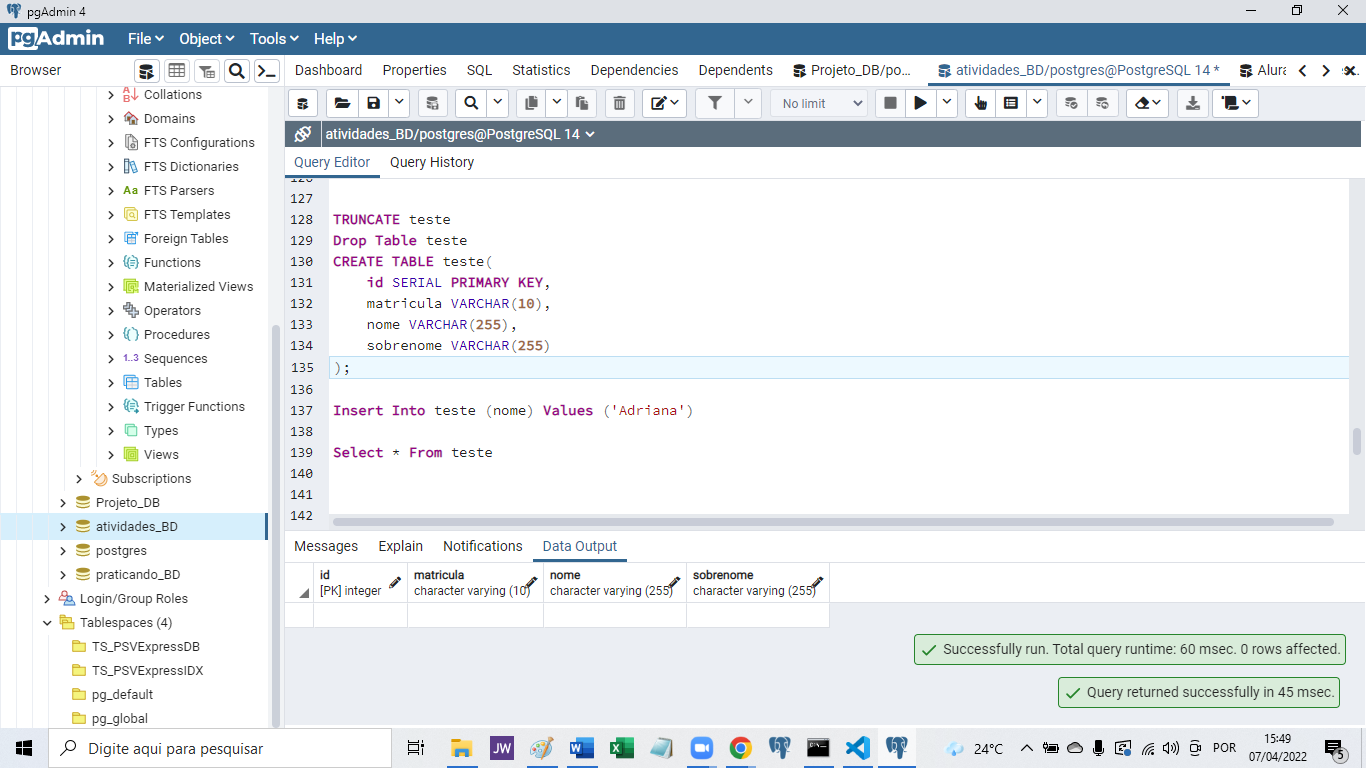 pgAdmin 4
pgAdmin
File Object Tools Help
Browser
Dashboard Properties SQL Statistics Dependencies Dependents Projeto_DB/po... atividades_BD/postgres@PostgreSQL 14 * Alura
No limit
atividades_BD/postgres@PostgreSQL 14
Query Editor Query History
Collations
Domains
FTS Configurations
FTS Dictionaries
Aa FTS Parsers
FTS Templates
Foreign Tables
Functions
Materialized Views
Operators
Procedures
1..3 Sequences
Tables
Trigger Functions
Types
Views
Subscriptions
Projeto_DB
atividades_BD
postgres
praticando_BD
Login/Group Roles
Tablespaces (4)
TS_PSVExpressDB
TS_PSVExpressIDX
pg_default
pg_global
126
127
128 TRUNCATE teste
129 Drop Table teste
130 CREATE TABLE teste(
131 id SERIAL PRIMARY KEY,
132 matricula VARCHAR(10),
133 nome VARCHAR(255),
134 sobrenome VARCHAR(255)
135 );
136
137 Insert Into teste (nome) Values ('Adriana')
138
139 Select * From teste
140
141
142
Messages Explain Notifications Data Output
id matricula nome sobrenome
[PK] integer character varying (10) character varying (255) character varying (255)
Successfully run. Total query runtime: 60 msec. 0 rows affected.
Query returned successfully in 45 msec.
Digite aqui para pesquisar
JW
24°C
POR
15:49
07/04/2022
5